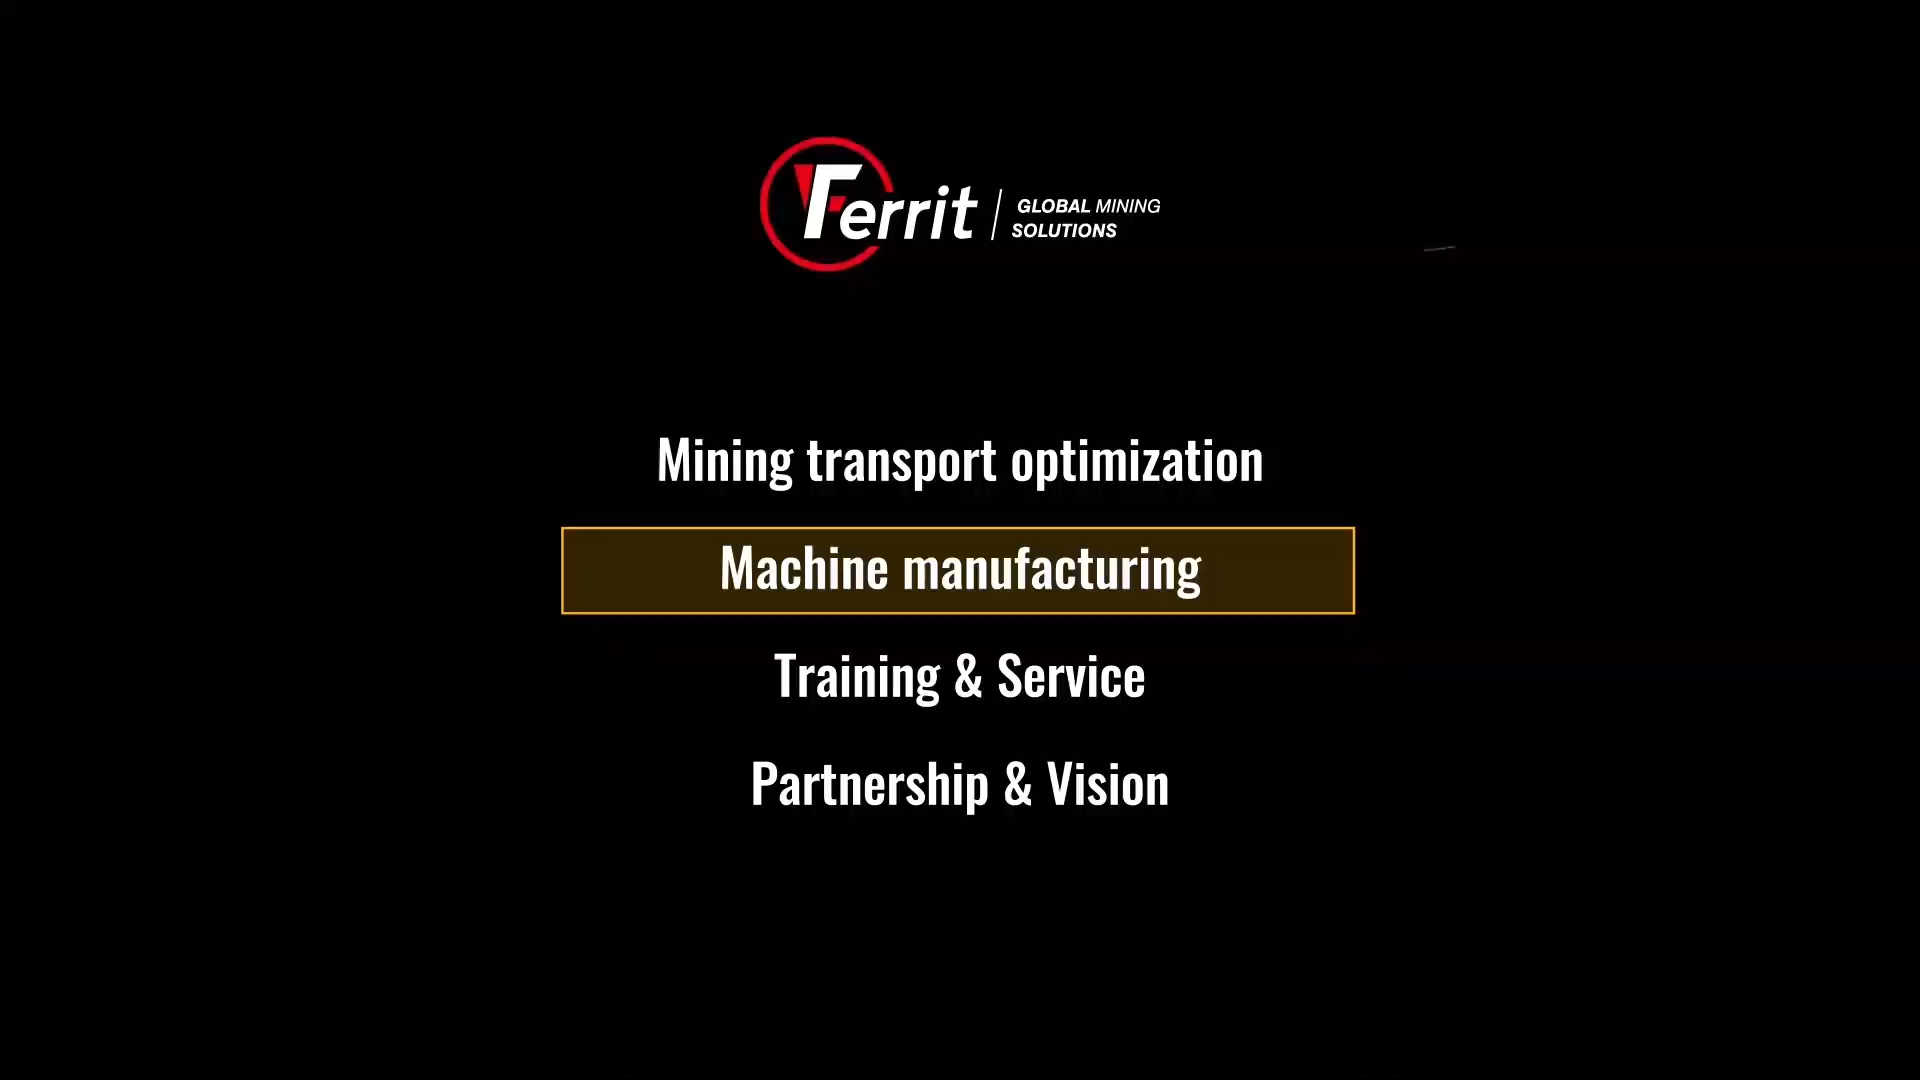 Ferrit
GLOBAL MINING
SOLUTIONS
Mining transport optimization
Machine manufacturing
Training & Service
Partnership & Vision